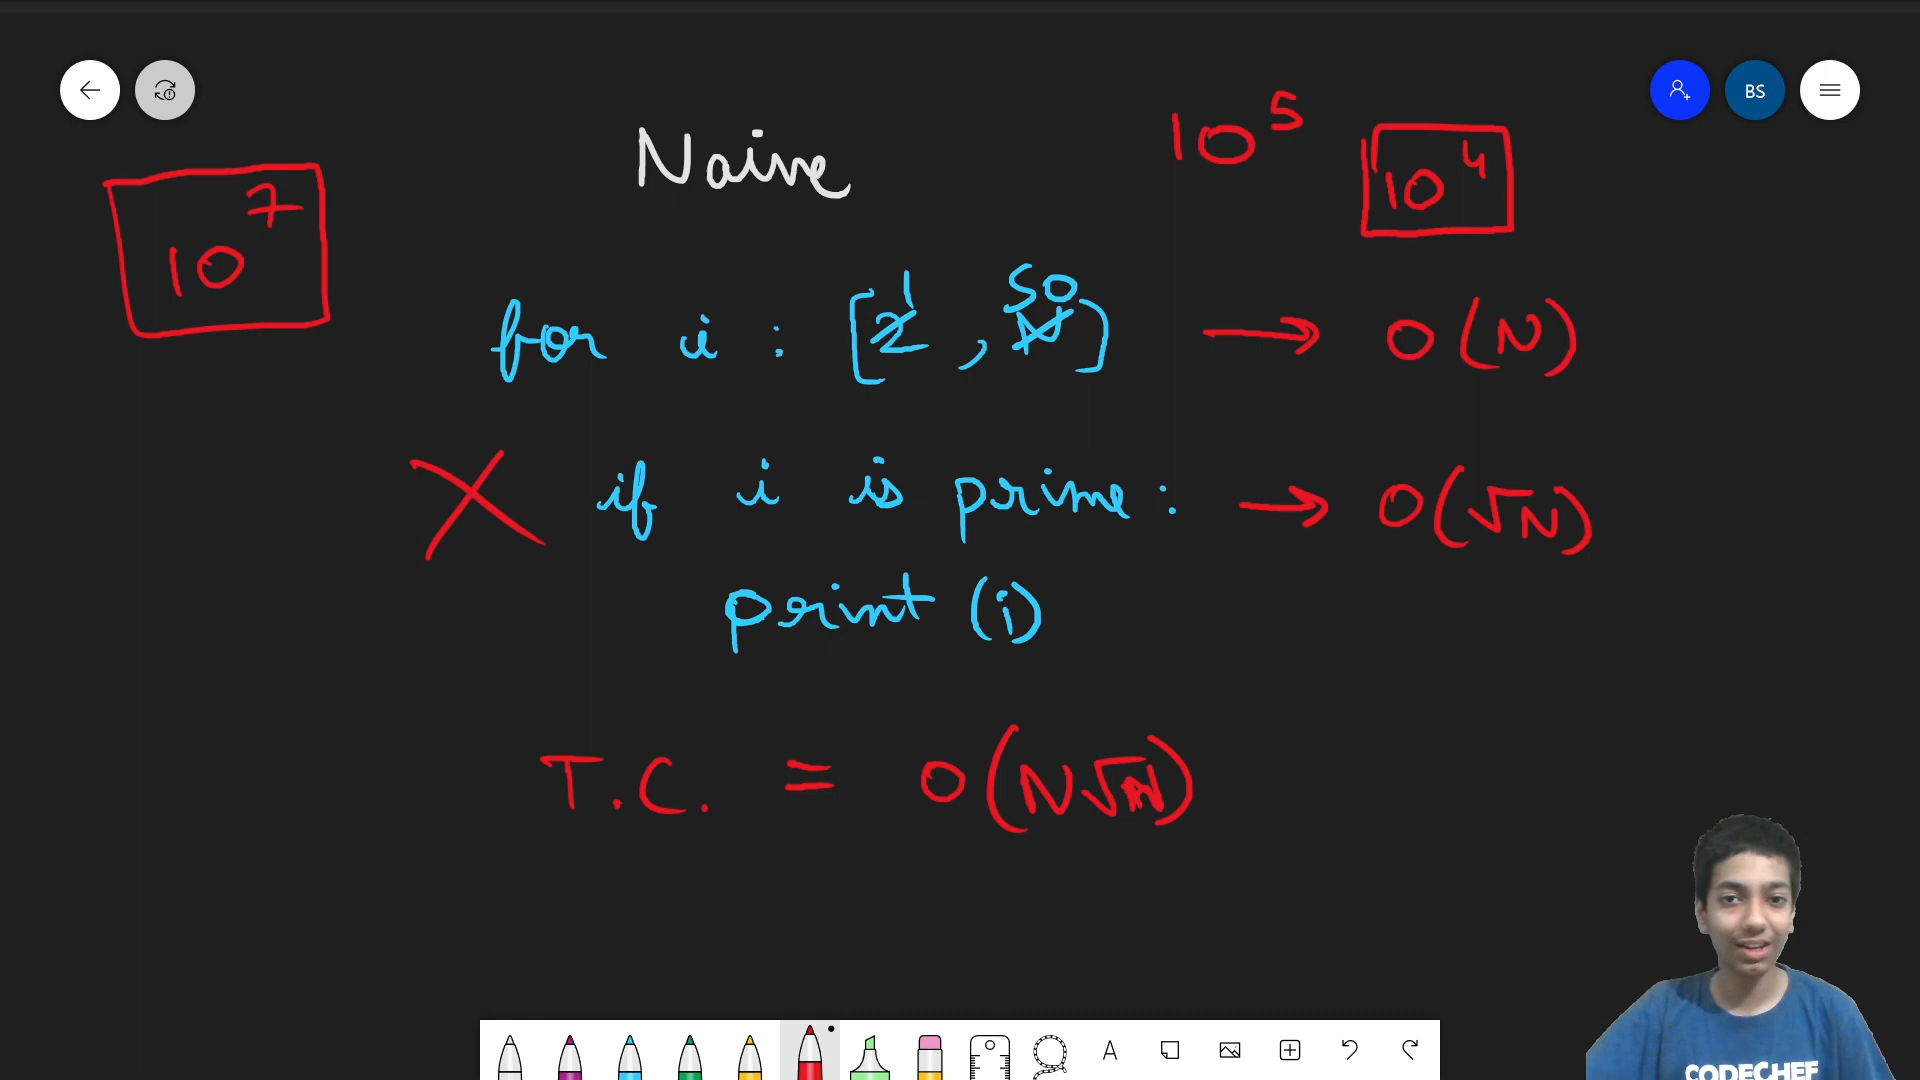 BS
Naive
10^5
10^4
10^7
for i : [2, N] 1 50
→ O(N)
if i is prime : → O(√N)
print (i)
T.C. = O(N√N)
CODECHEF
A